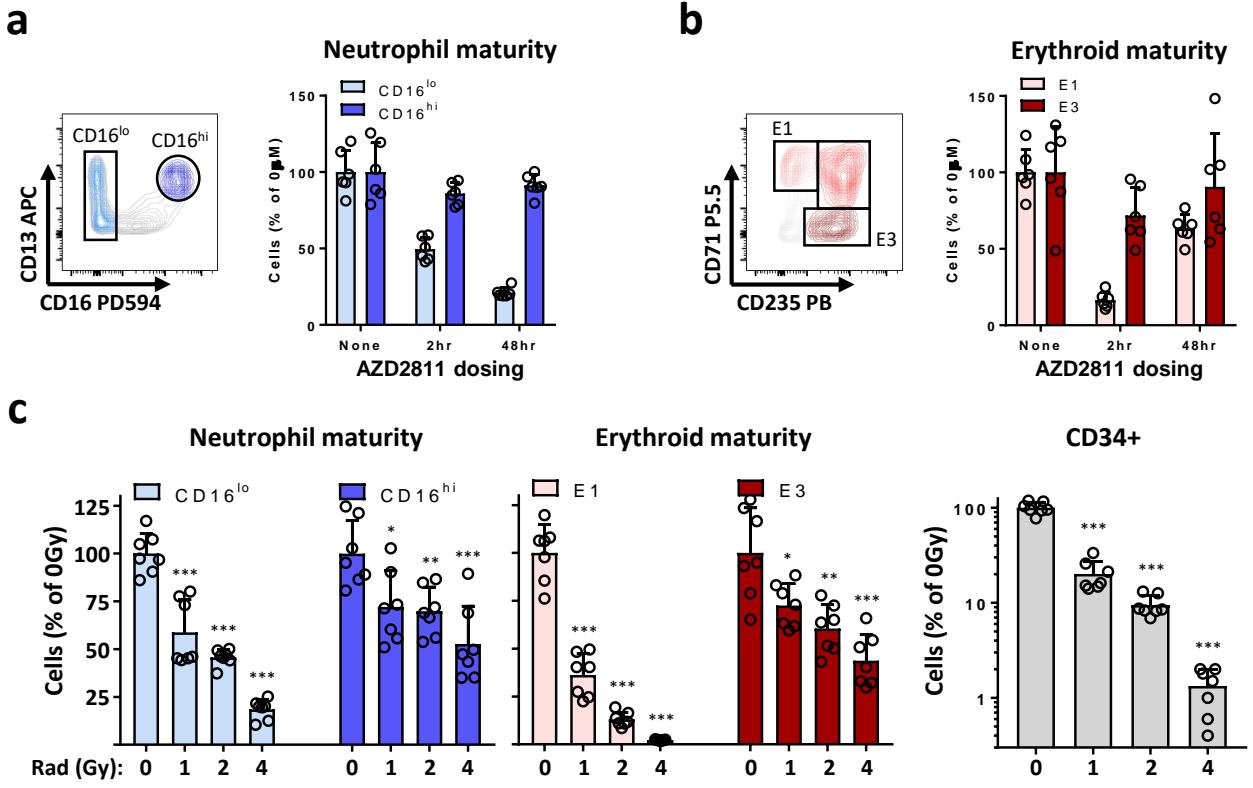 a
Neutrophil maturity
CD16lo
CD16hi
CD13 APC
CD16 PD594
CD16lo
CD16hi
Cells (% of 0µM)
150
100
50
0
None
2hr
48hr
AZD2811 dosing
b
Erythroid maturity
E1
E3
CD71 P5.5
CD235 PB
E1
E3
Cells (% of 0µM)
150
100
50
0
None
2hr
48hr
AZD2811 dosing
c
Neutrophil maturity
Erythroid maturity
CD34+
CD16lo
CD16hi
E1
E3
Cells (% of 0Gy)
125
100
75
50
25
***
***
***
*
**
***
***
***
***
*
**
***
Rad (Gy):
0 1 2 4
0 1 2 4
0 1 2 4
0 1 2 4
Cells (% of 0Gy)
100
10
1
***
***
***
0 1 2 4